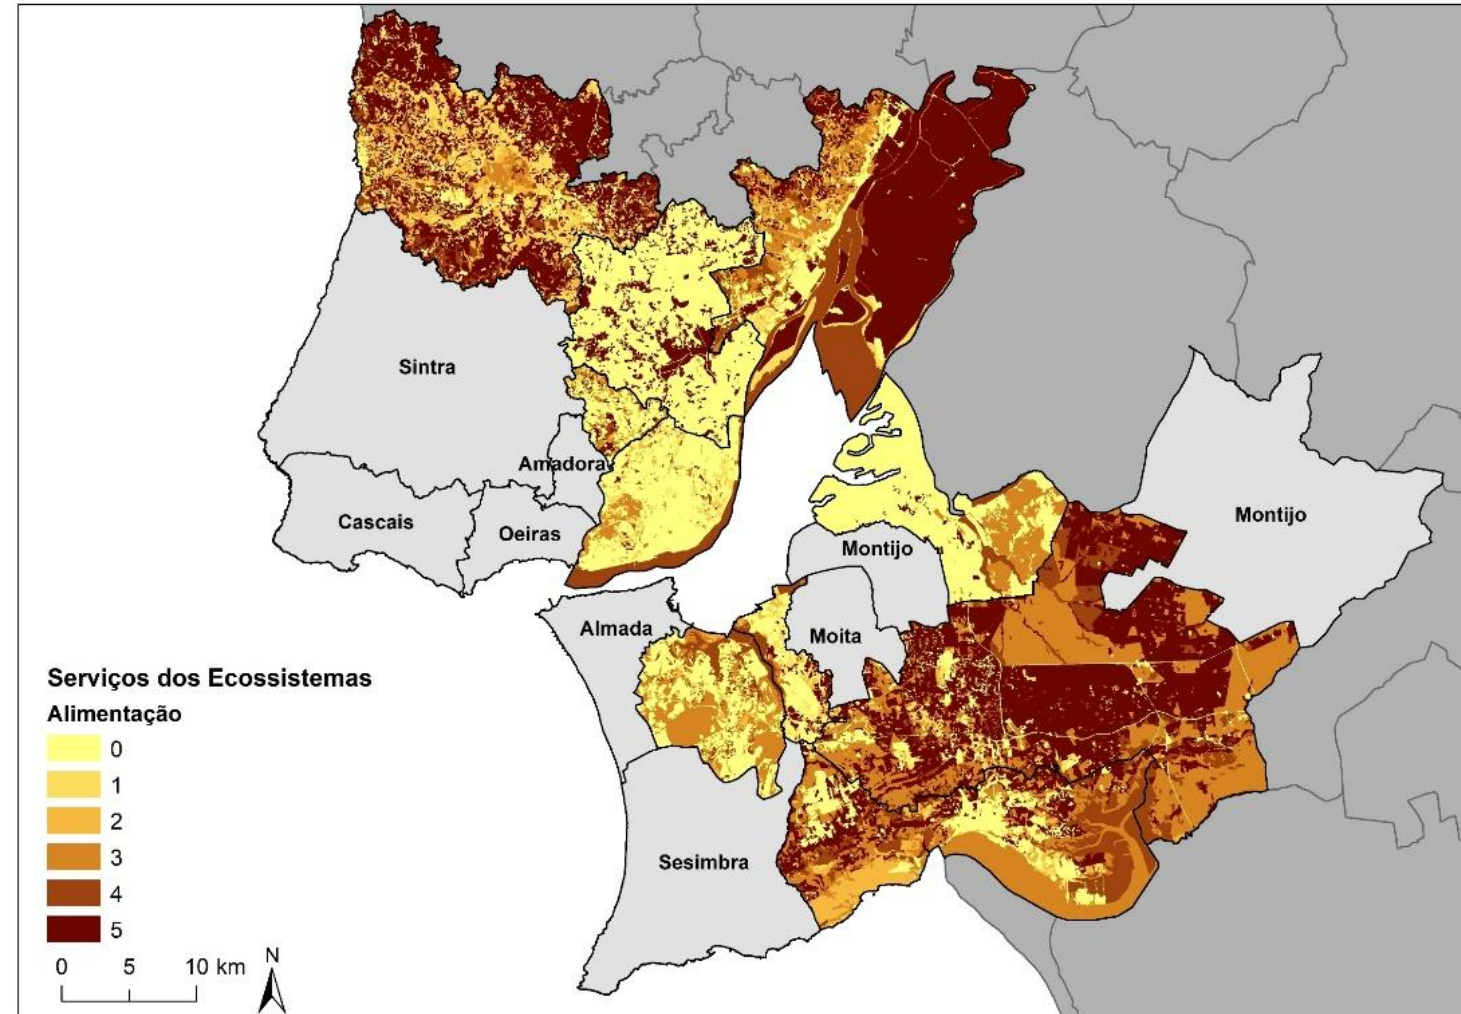 Sintra
Amadora
Cascais
Oeiras
Montijo
Montijo
Almada
Moita
Sesimbra
Serviços dos Ecossistemas
Alimentação
0
1
2
3
4
5
0 5 10 km
N